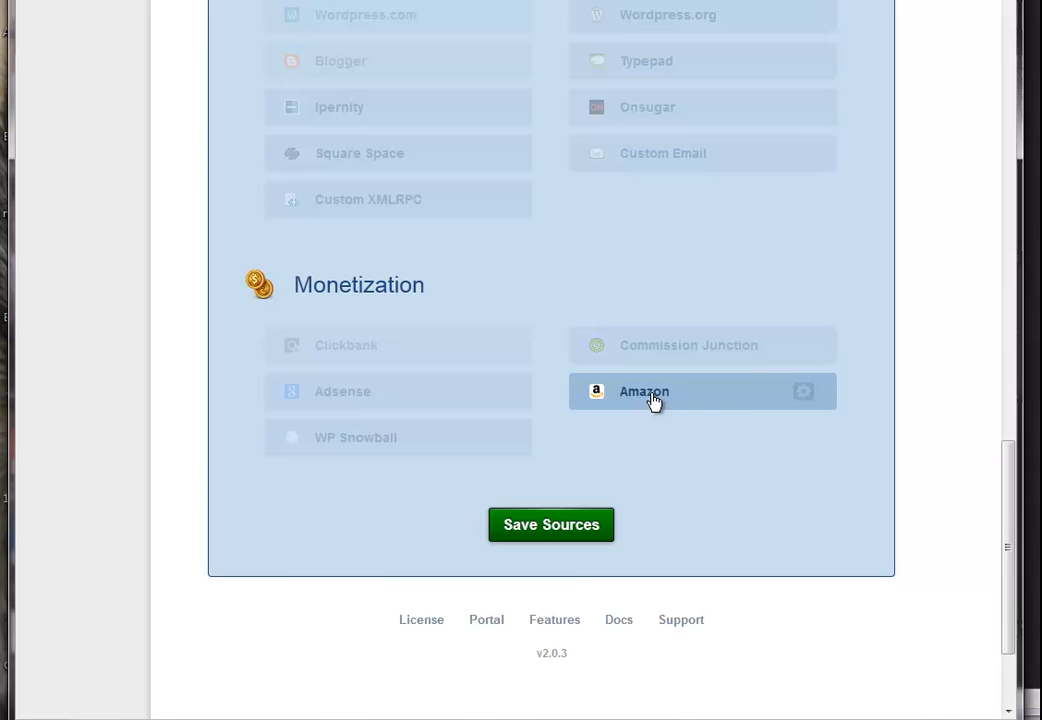 Wordpress.com Wordpress.org
Blogger Typepad
Ipernity Onsugar
Square Space Custom Email
Custom XMLRPC
Monetization
Clickbank Commission Junction
Adsense Amazon
WP Snowball
Save Sources
License Portal Features Docs Support
v2.0.3